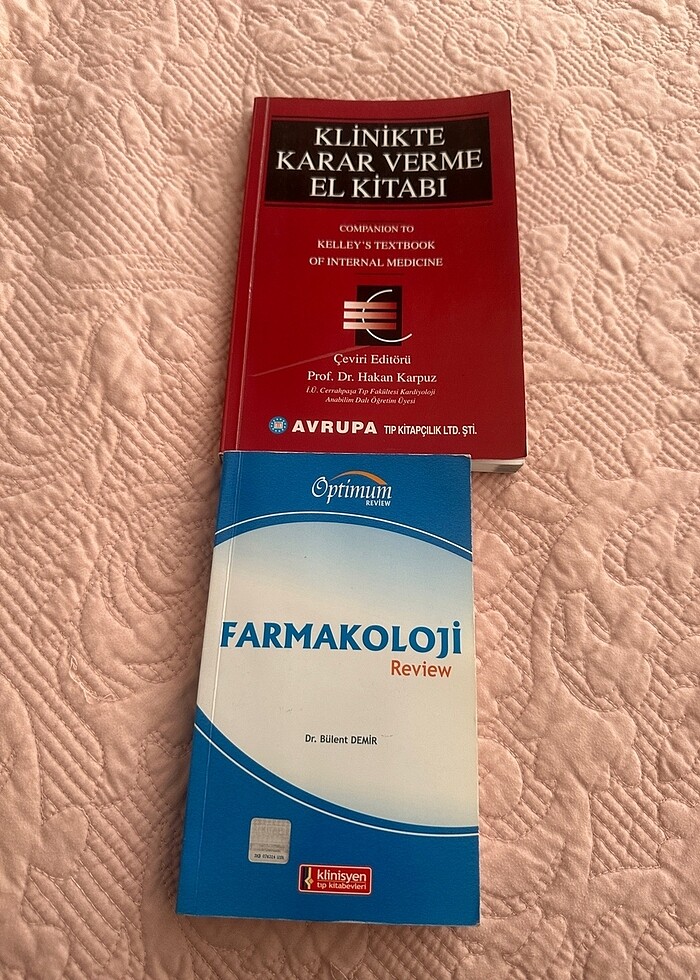 KLİNİKTE
KARAR VERME
EL KİTABI
COMPANION TO
KELLEY'S TEXTBOOK
OF INTERNAL MEDICINE
Çeviri Editörü
Prof. Dr. Hakan Karpuz
İ.Ü. Cerrahpaşa Tıp Fakültesi Kardiyoloji
Anabilim Dalı Öğretim Üyesi
AVRUPA TIP KİTAPÇILIK LTD. ŞTİ.
Optimum
REVIEW
FARMAKOLOJİ
Review
Dr. Bülent DEMİR
klinisyen
tıp kitabevleri